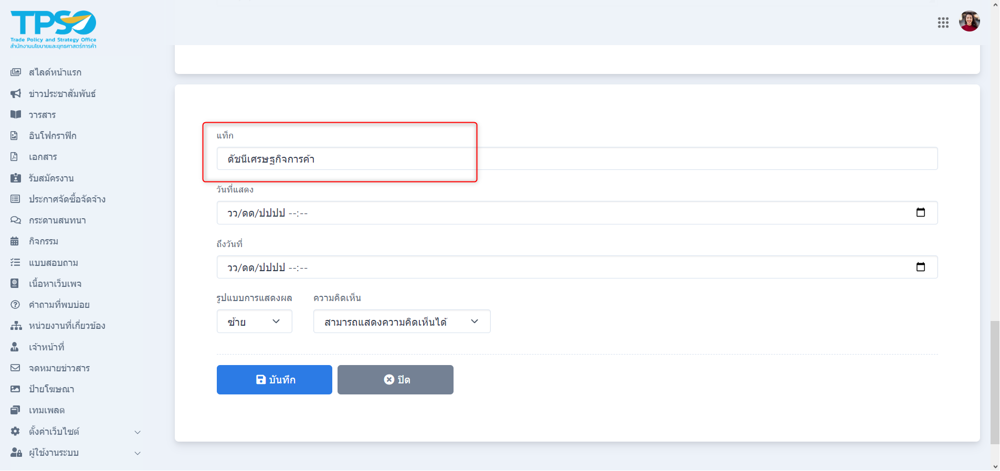 TPSO
Trade Policy and Strategy Office
สำนักงานนโยบายและยุทธศาสตร์การค้า
สไลด์หน้าแรก
ข่าวประชาสัมพันธ์
วารสาร
อินโฟกราฟิก
เอกสาร
รับสมัครงาน
ประกาศจัดซื้อจัดจ้าง
กระดานสนทนา
กิจกรรม
แบบสอบถาม
เนื้อหาเว็บเพจ
คำถามที่พบบ่อย
หน่วยงานที่เกี่ยวข้อง
เจ้าหน้าที่
จดหมายข่าวสาร
ป้ายโฆษณา
เทมเพลต
ตั้งค่าเว็บไซต์
ผู้ใช้งานระบบ
แท็ก
ดัชนีเศรษฐกิจการค้า
วันที่แสดง
วว/ดด/ปปปป --:--
ถึงวันที่
วว/ดด/ปปปป --:--
รูปแบบการแสดงผล ความคิดเห็น
ซ้าย สามารถแสดงความคิดเห็นได้
บันทึก ปิด